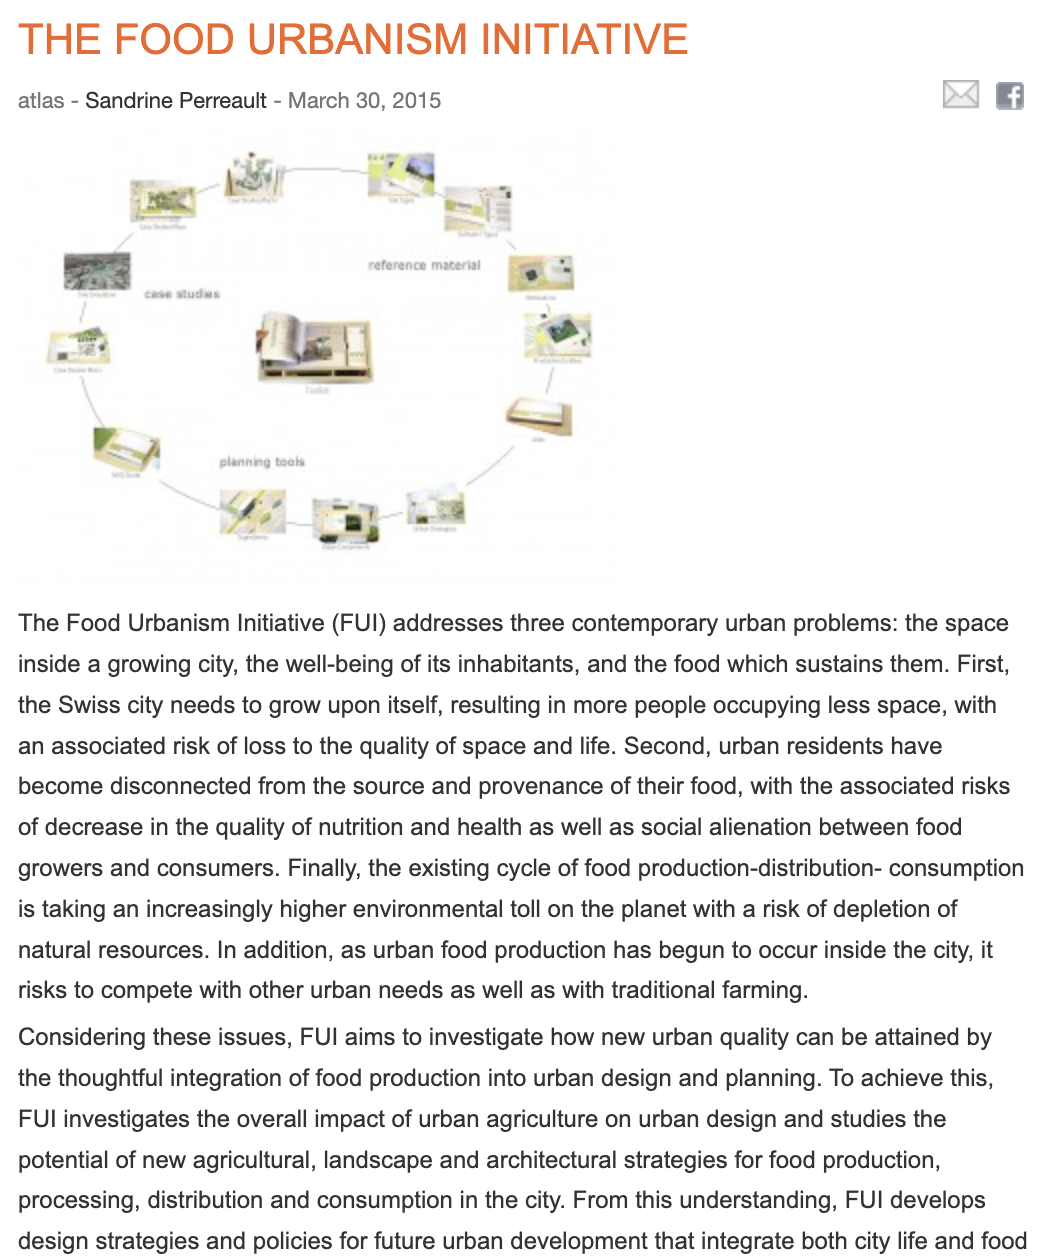 THE FOOD URBANISM INITIATIVE
atlas - Sandrine Perreault - March 30, 2015
reference material
case studies
Toolkit
planning tools
The Food Urbanism Initiative (FUI) addresses three contemporary urban problems: the space
inside a growing city, the well-being of its inhabitants, and the food which sustains them. First,
the Swiss city needs to grow upon itself, resulting in more people occupying less space, with
an associated risk of loss to the quality of space and life. Second, urban residents have
become disconnected from the source and provenance of their food, with the associated risks
of decrease in the quality of nutrition and health as well as social alienation between food
growers and consumers. Finally, the existing cycle of food production-distribution- consumption
is taking an increasingly higher environmental toll on the planet with a risk of depletion of
natural resources. In addition, as urban food production has begun to occur inside the city, it
risks to compete with other urban needs as well as with traditional farming.
Considering these issues, FUI aims to investigate how new urban quality can be attained by
the thoughtful integration of food production into urban design and planning. To achieve this,
FUI investigates the overall impact of urban agriculture on urban design and studies the
potential of new agricultural, landscape and architectural strategies for food production,
processing, distribution and consumption in the city. From this understanding, FUI develops
design strategies and policies for future urban development that integrate both city life and food